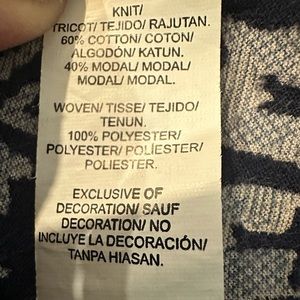 KNIT/
TRICOT/ TEJIDO/ RAJUTAN.
60% COTTON/ COTON/
ALGODÓN/ KATUN.
40% MODAL/ MODAL/
MODAL/ MODAL.
WOVEN/ TISSE/ TEJIDO/
TENUN.
100% POLYESTER/
POLYESTER/ POLIÉSTER/
POLIESTER.
EXCLUSIVE OF
DECORATION/ SAUF
DECORATION/ NO
INCLUYE LA DECORACIÓN/
TANPA HIASAN.